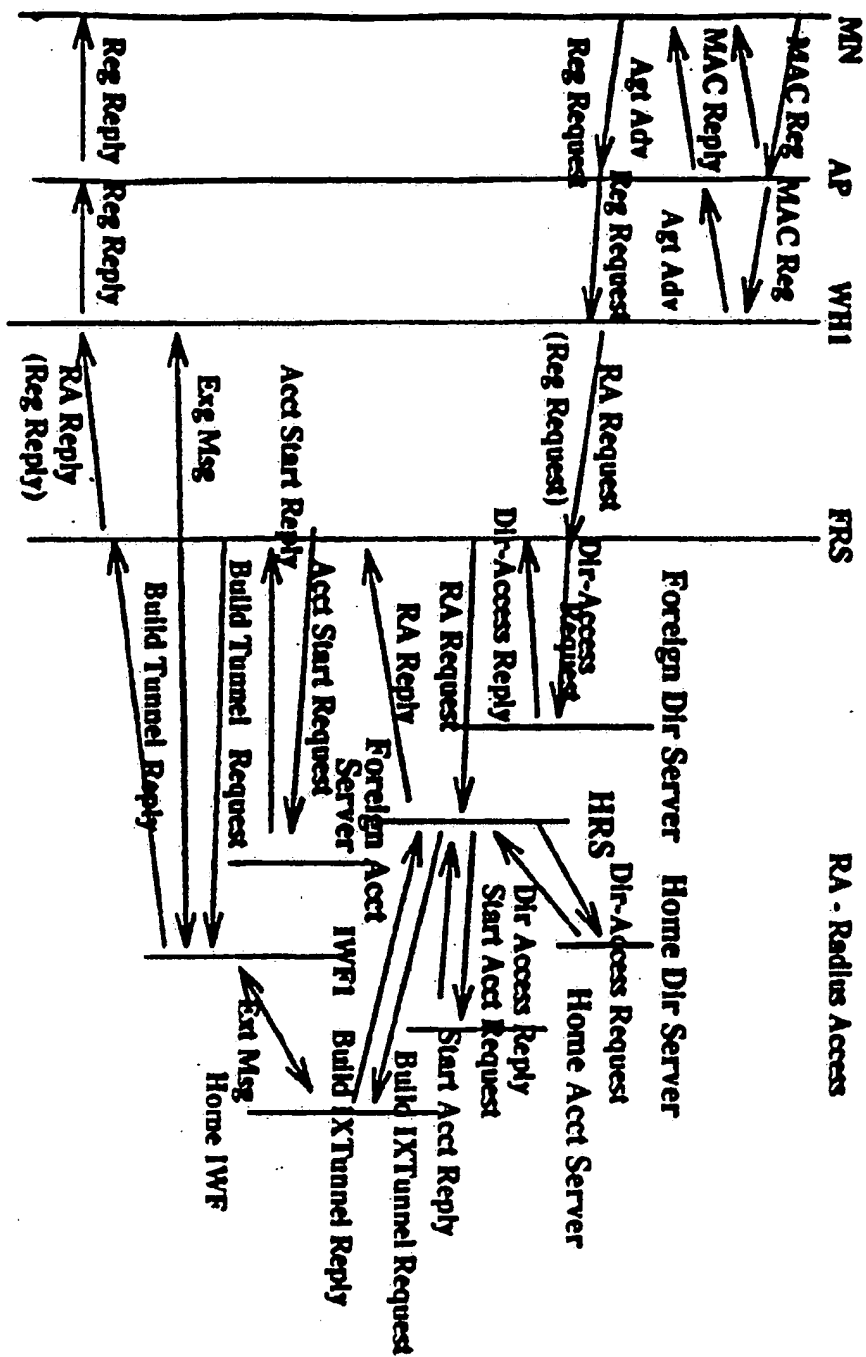 MN
AP
WH1
FRS
RA - Radius Access
Foreign Dir Server
Home Dir Server
MAC Reg
MAC Reg
MAC Reply
Agt Adv
Agt Adv
Reg Request
Reg Request
RA Request
(Reg Request)
Dir-Access
Request
Dir-Access Reply
HRS
Dir-Access Request
Dir Access Reply
Home Acct Server
RA Request
Start Acct Request
Start Acct Reply
RA Reply
Build IXTunnel Request
Build IXTunnel Reply
Foreign Acct
Server
Acct Start Request
Acct Start Reply
IWF1
Home IWF
Build Tunnel Request
Ext Msg
Exg Msg
Build Tunnel Reply
RA Reply
(Reg Reply)
Reg Reply
Reg Reply